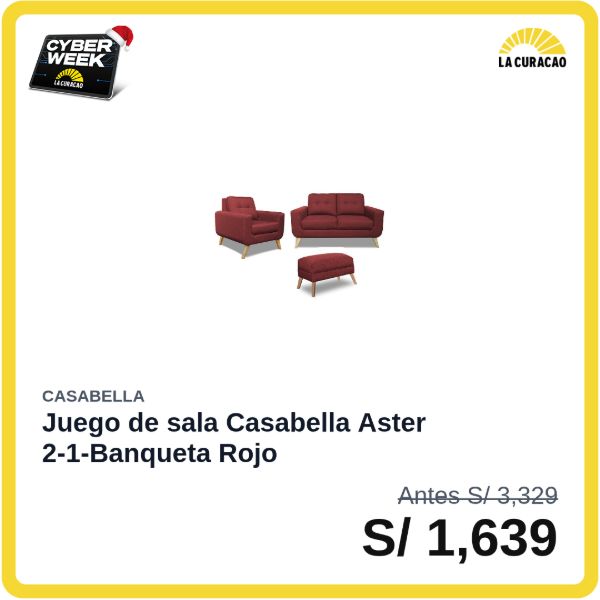 CYBER
WEEK
LA CURACAO
LA CURACAO
CASABELLA
Juego de sala Casabella Aster
2-1-Banqueta Rojo
Antes S/ 3,329
S/ 1,639